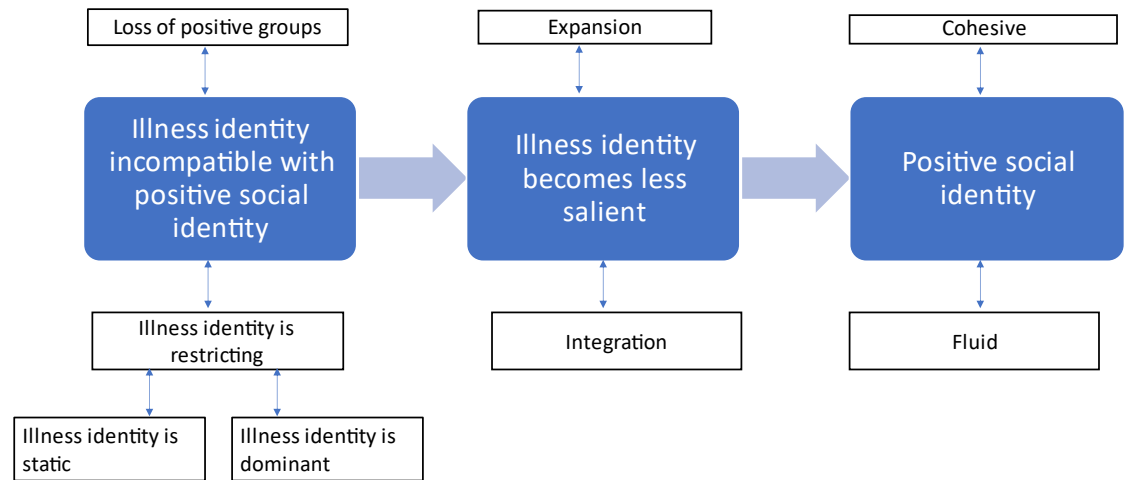 Loss of positive groups
Expansion
Cohesive
Illness identity
incompatible with
positive social
identity
Illness identity
becomes less
salient
Positive social
identity
Illness identity is
restricting
Integration
Fluid
Illness identity is
static
Illness identity is
dominant